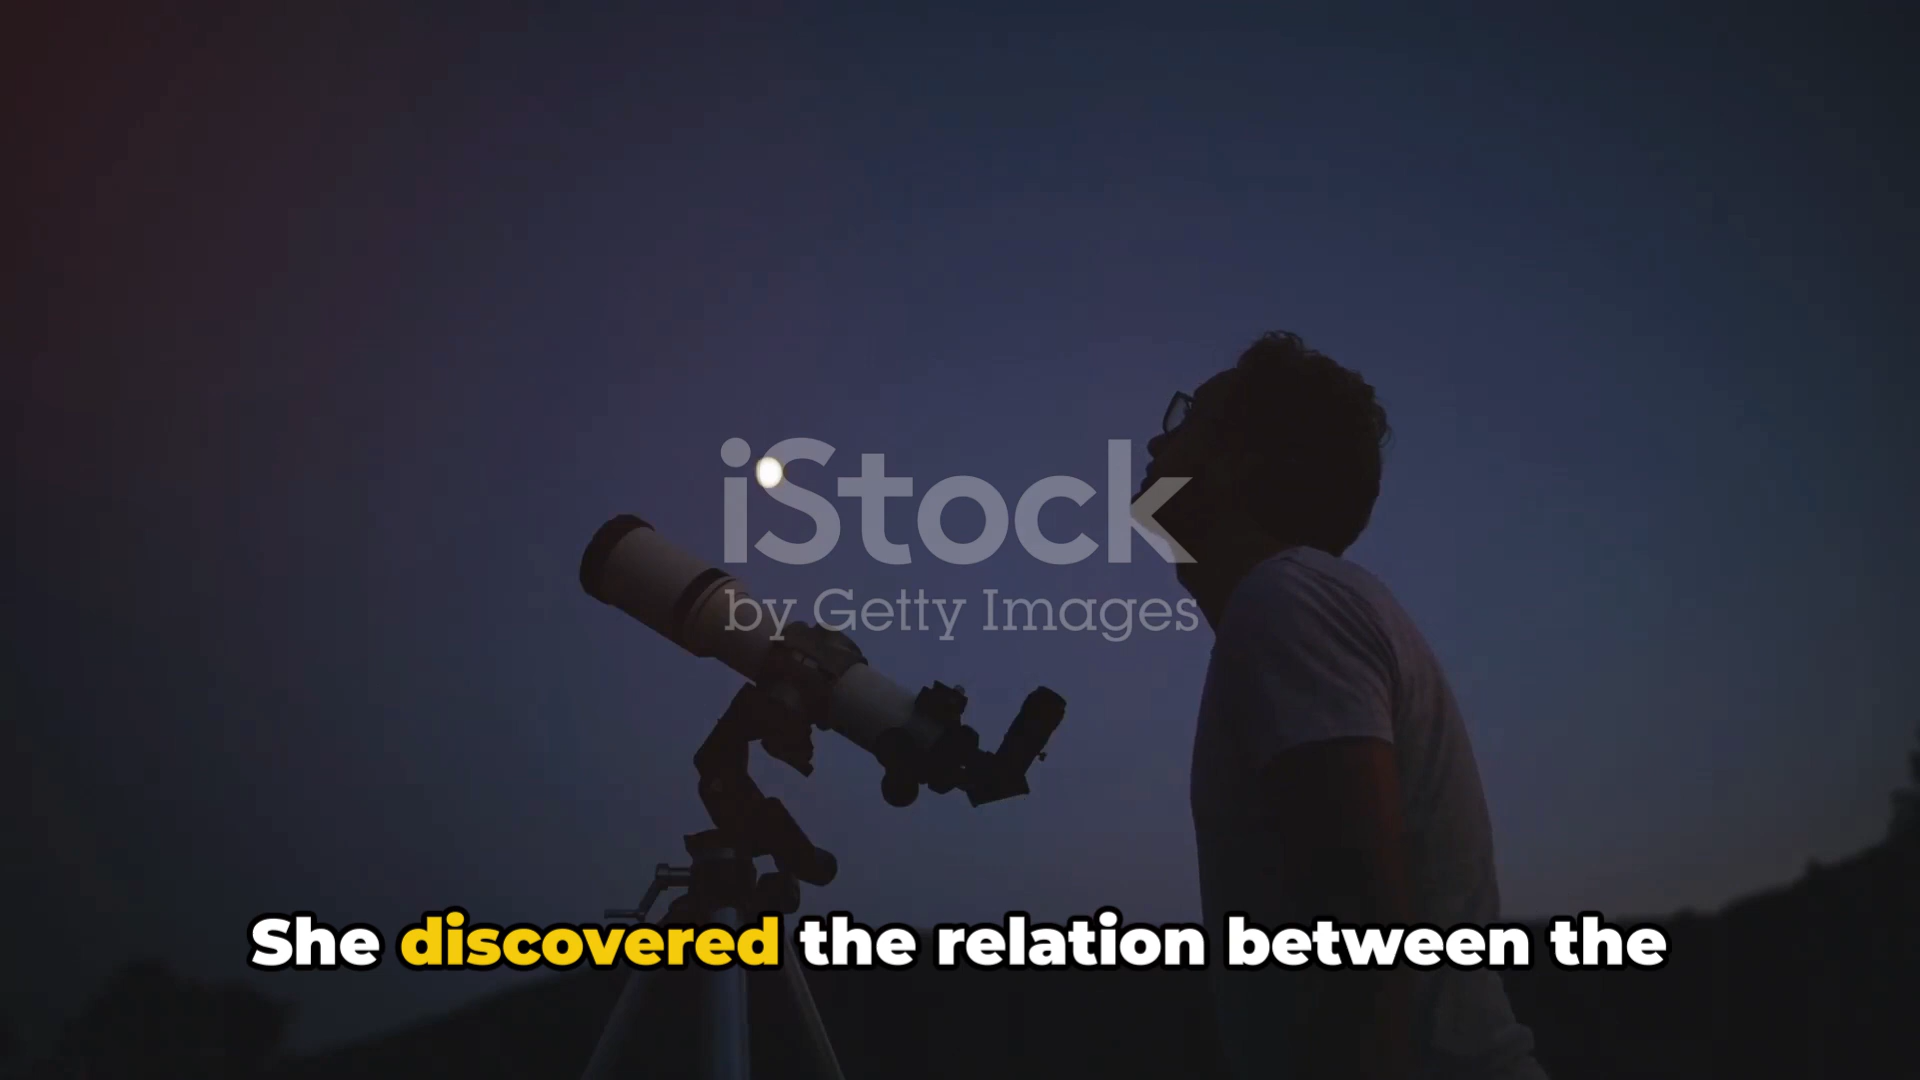 iStock
by Getty Images
She discovered the relation between the